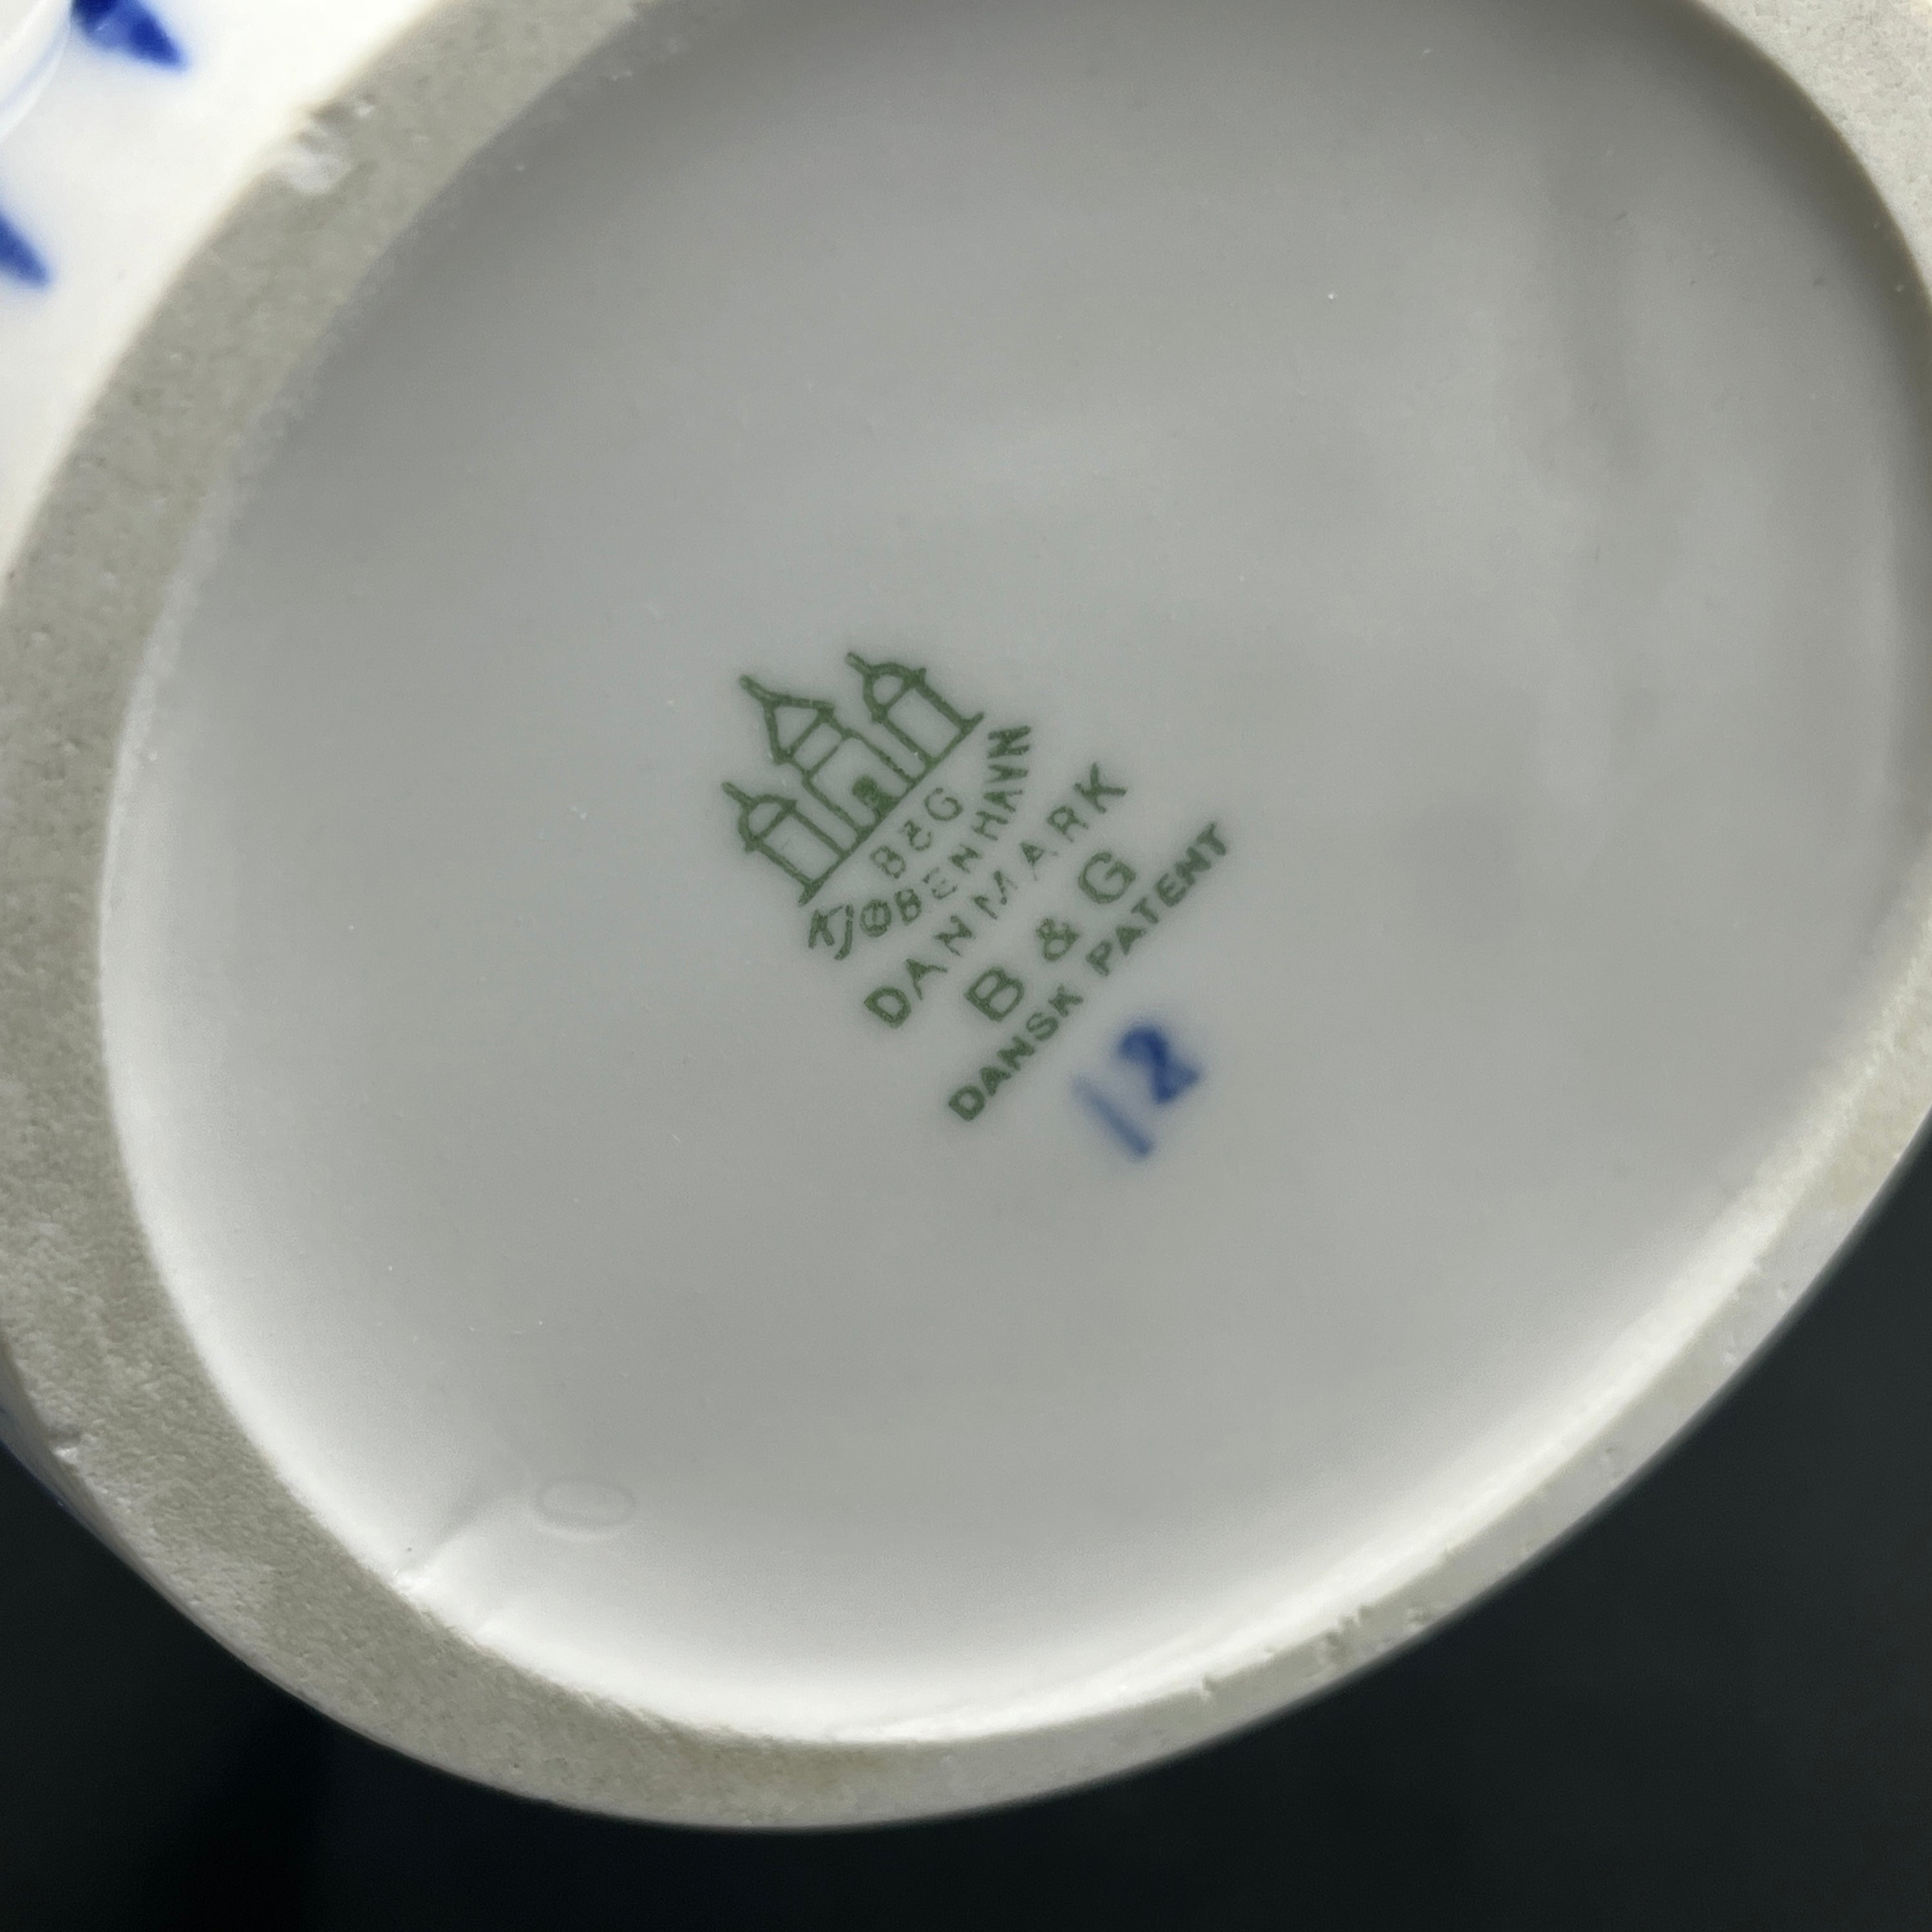 B&G
KJØBENHAVN
DANMARK
B & G
DANSK PATENT
12